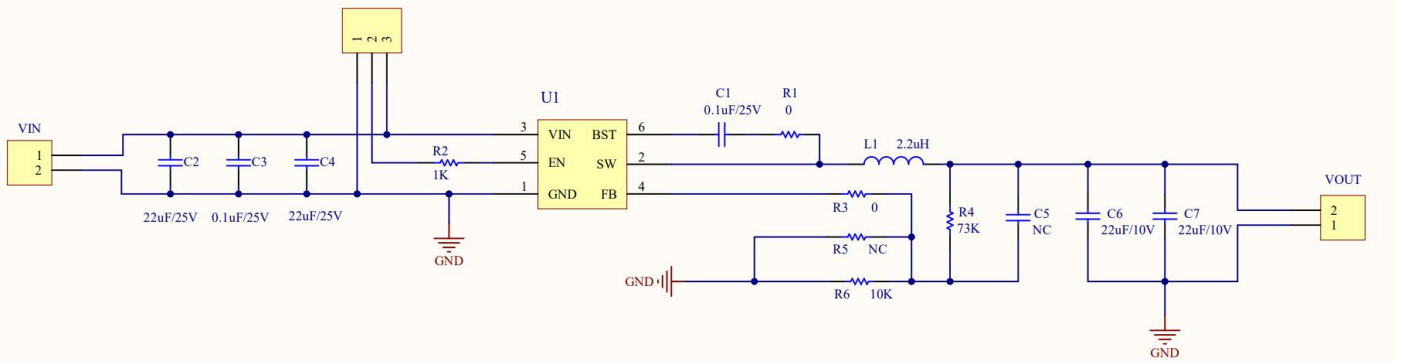 1
2
3
VIN
1
2
C2
22uF/25V
C3
0.1uF/25V
C4
22uF/25V
R2
1K
GND
U1
3
VIN
5
EN
1
GND
BST
6
SW
2
FB
4
C1
0.1uF/25V
R1
0
L1
2.2uH
R3
0
R5
NC
R6
10K
GND
R4
73K
C5
NC
C6
22uF/10V
C7
22uF/10V
GND
VOUT
2
1